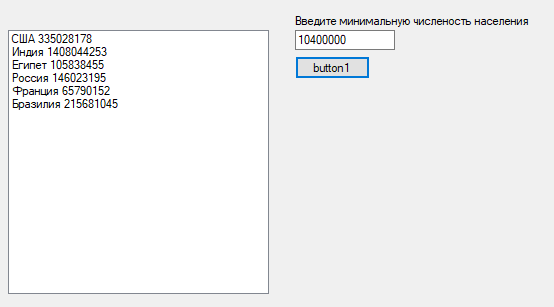 Введите минимальную численость населения
10400000
button1
США 335028178
Индия 1408044253
Египет 105838455
Россия 146023195
Франция 65790152
Бразилия 215681045